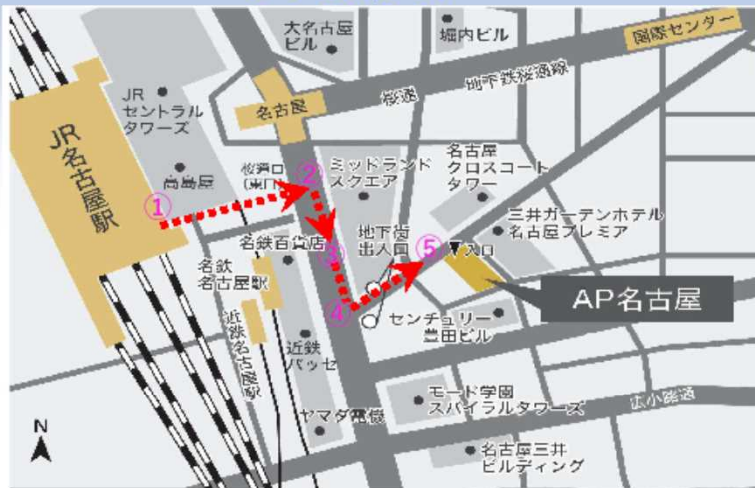 大名古屋
ビル
堀内ビル
国際センター
JR
セントラル
タワーズ
名古屋
桜通
地下鉄桜通線
JR名古屋駅
高島屋
桜通口
(東口)
①
②
ミッドランド
スクエア
名古屋
クロスコート
タワー
三井ガーデンホテル
名古屋プレミア
名鉄百貨店
③
地下街
出入口
⑤
▼入口
名鉄
名古屋駅
AP名古屋
近鉄名古屋駅
④
センチュリー
豊田ビル
近鉄
パッセ
モード学園
スパイラルタワーズ
広小路通
ヤマダ電機
名古屋三井
ビルディング
N